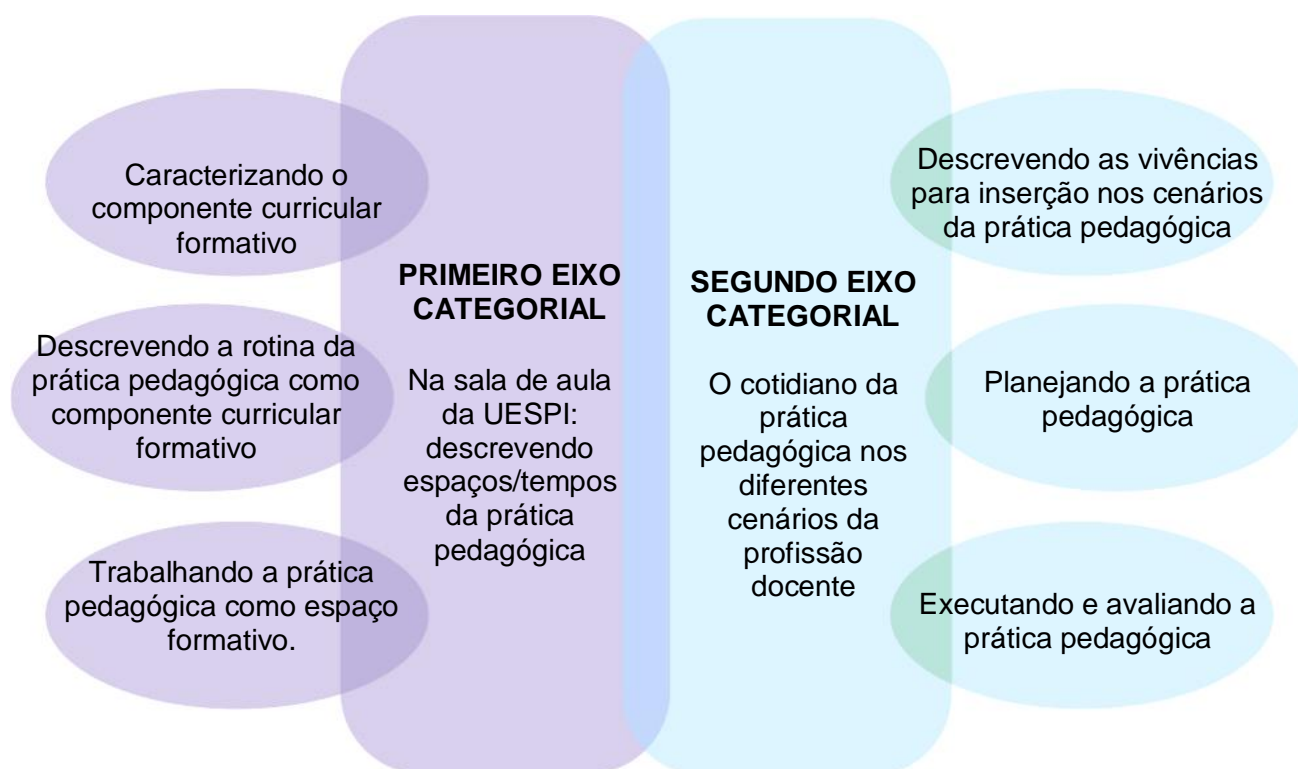 Caracterizando o
componente curricular
formativo
Descrevendo a rotina da
prática pedagógica como
componente curricular
formativo
Trabalhando a prática
pedagógica como espaço
formativo.
PRIMEIRO EIXO
CATEGORIAL
Na sala de aula
da UESPI:
descrevendo
espaços/tempos
da prática
pedagógica
SEGUNDO EIXO
CATEGORIAL
O cotidiano da
prática
pedagógica nos
diferentes
cenários da
profissão
docente
Descrevendo as vivências
para inserção nos cenários
da prática pedagógica
Planejando a prática
pedagógica
Executando e avaliando a
prática pedagógica